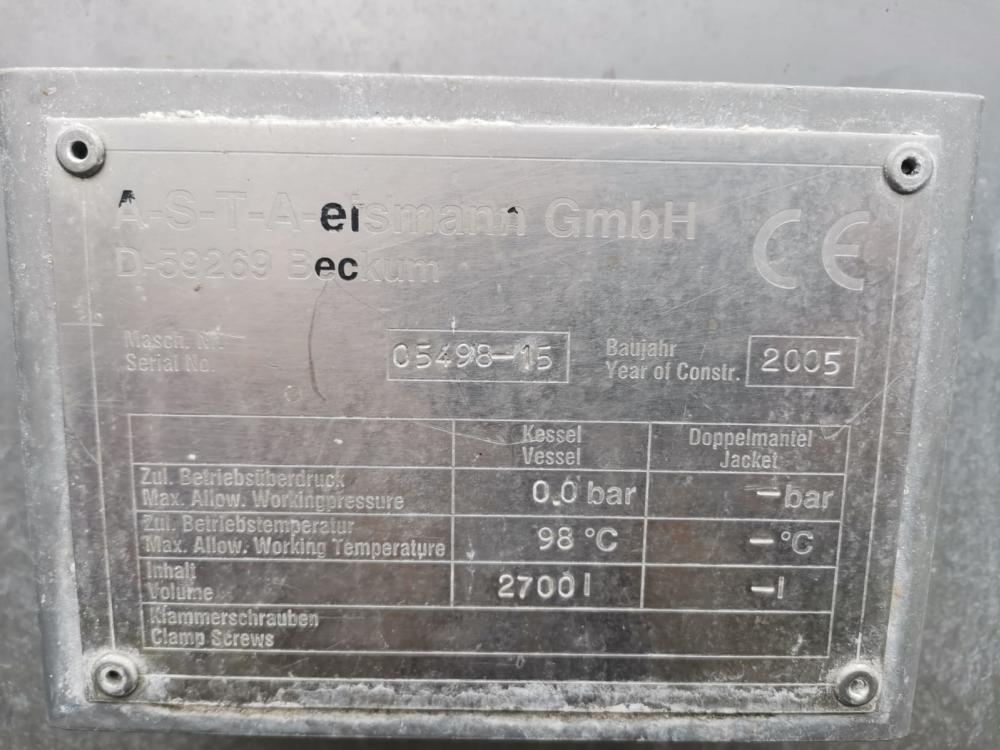 A-S-T-A-eismann GmbH
D-59269 Beckum
CE
Masch. Nr.
Serial No.
05498-15
Baujahr
Year of Constr.
2005
Kessel
Vessel
Doppelmantel
Jacket
Zul. Betriebsüberdruck
Max. Allow. Workingpressure
0.0 bar
-bar
Zul. Betriebstemperatur
Max. Allow. Working Temperature
98 °C
-°C
Inhalt
Volume
2700 l
-l
Klammerschrauben
Clamp Screws